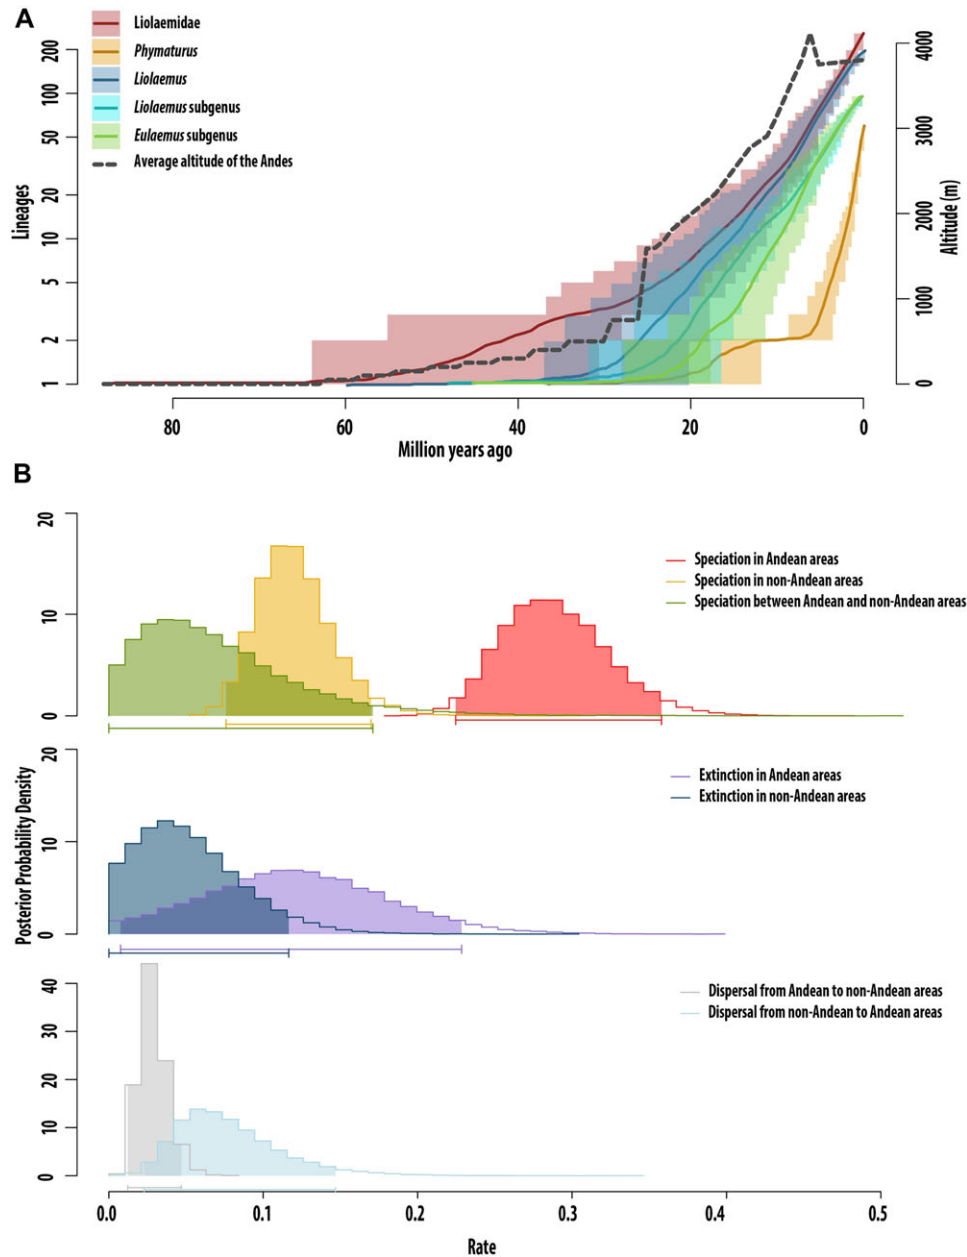 A
Liolaemidae
Phymaturus
Liolaemus
Liolaemus subgenus
Eulaemus subgenus
Average altitude of the Andes
Lineages
200
100
50
20
10
5
2
1
4000
3000
2000
1000
0
Altitude (m)
80 60 40 20 0
Million years ago
B
Posterior Probability Density
20
10
0
Speciation in Andean areas
Speciation in non-Andean areas
Speciation between Andean and non-Andean areas
20
10
0
Extinction in Andean areas
Extinction in non-Andean areas
40
30
20
10
0
Dispersal from Andean to non-Andean areas
Dispersal from non-Andean to Andean areas
0.0 0.1 0.2 0.3 0.4 0.5
Rate